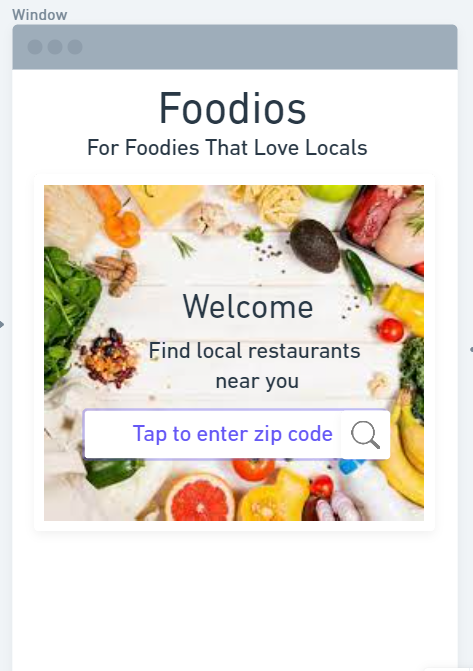 Window
Foodios
For Foodies That Love Locals
Welcome
Find local restaurants
near you
Tap to enter zip code